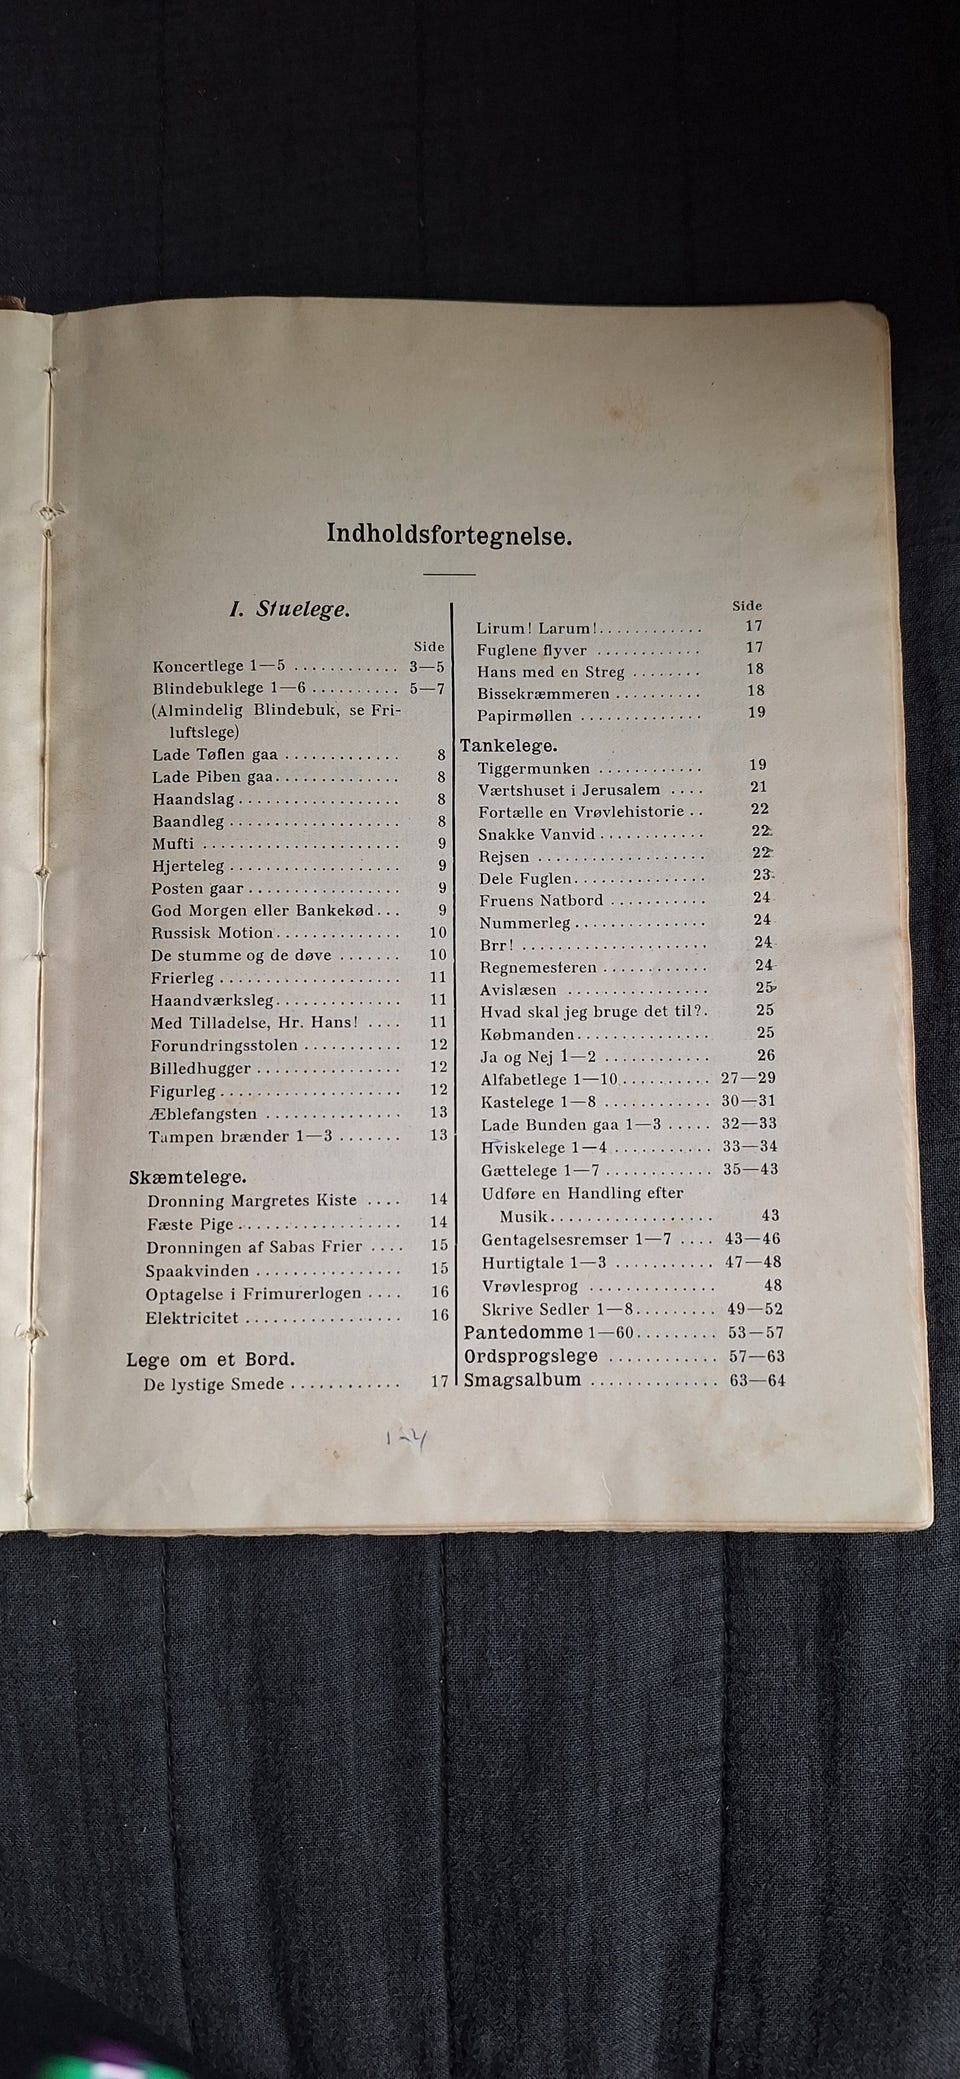 Indholdsfortegnelse.
I. Stuelege.
Side
Koncertlege 1—5 ............ 3—5
Blindebuklege 1—6 .......... 5—7
(Almindelig Blindebuk, se Fri-
luftslege)
Lade Tøflen gaa ............. 8
Lade Piben gaa.............. 8
Haandslag.................. 8
Baandleg ................... 8
Mufti ...................... 9
Hjerteleg ................... 9
Posten gaar ................. 9
God Morgen eller Bankekød... 9
Russisk Motion.............. 10
De stumme og de døve ....... 10
Frierleg .................... 11
Haandværksleg.............. 11
Med Tilladelse, Hr. Hans! .... 11
Forundringsstolen ........... 12
Billedhugger ................ 12
Figurleg .................... 12
Æblefangsten ............... 13
Tampen brænder 1—3 ....... 13
Skæmtelege.
Dronning Margretes Kiste .... 14
Fæste Pige .................. 14
Dronningen af Sabas Frier .... 15
Spaakvinden ................ 15
Optagelse i Frimurerlogen .... 16
Elektricitet ................. 16
Lege om et Bord.
De lystige Smede ............ 17
Side
Lirum! Larum!............ 17
Fuglene flyver ............ 17
Hans med en Streg ........ 18
Bissekræmmeren .......... 18
Papirmøllen .............. 19
Tankelege.
Tiggermunken ............ 19
Værtshuset i Jerusalem .... 21
Fortælle en Vrøvlehistorie .. 22
Snakke Vanvid ............ 22
Rejsen ................... 22
Dele Fuglen............... 23
Fruens Natbord ........... 24
Nummerleg ............... 24
Brr! ..................... 24
Regnemesteren ............ 24
Avislæsen ................ 25
Hvad skal jeg bruge det til?. 25
Købmanden............... 25
Ja og Nej 1—2 ............ 26
Alfabetlege 1—10.......... 27—29
Kastelege 1—8 ............ 30—31
Lade Bunden gaa 1—3 ..... 32—33
Hviskelege 1—4 ........... 33—34
Gættelege 1—7 ............ 35—43
Udføre en Handling efter
Musik.................. 43
Gentagelsesremser 1—7 .... 43—46
Hurtigtale 1—3 ........... 47—48
Vrøvlesprog .............. 48
Skrive Sedler 1—8......... 49—52
Pantedomme 1—60......... 53—57
Ordsprogslege ............ 57—63
Smagsalbum .............. 63—64